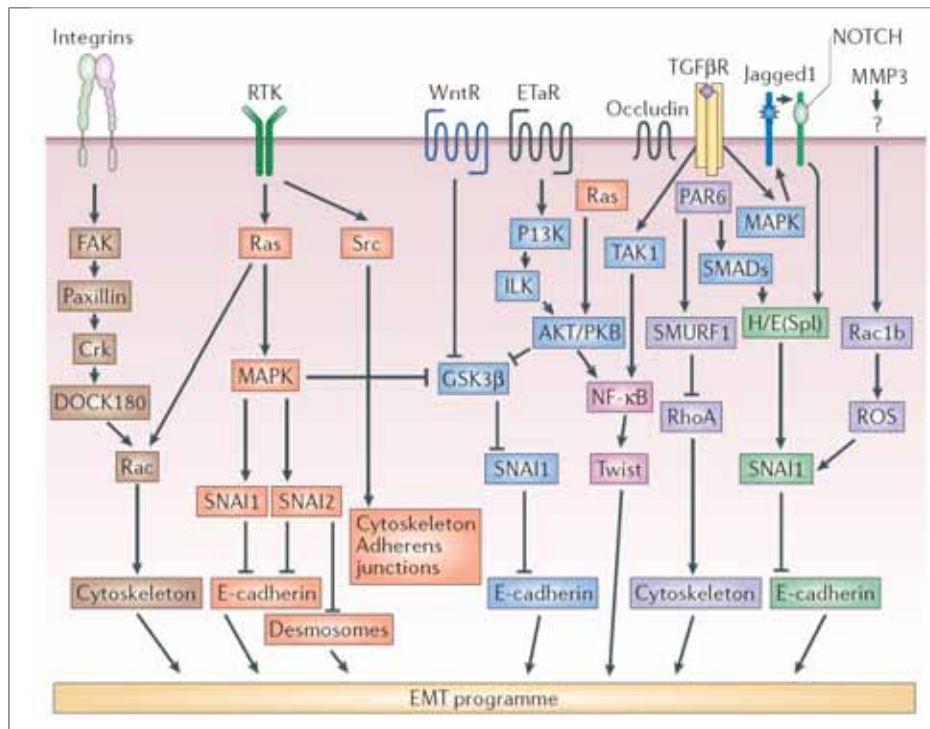 NOTCH
Integrins
TGFβR
Jagged1
MMP3
RTK
WntR
ETaR
Occludin
?
Ras
PAR6
FAK
Ras
Src
P13K
TAK1
MAPK
SMADs
Paxillin
ILK
Crk
AKT/PKB
SMURF1
H/E(Spl)
Rac1b
MAPK
GSK3β
DOCK180
NF-κB
RhoA
ROS
Rac
SNAI1
Twist
SNAI1
SNAI1
SNAI2
Cytoskeleton
Adherens
junctions
Cytoskeleton
E-cadherin
E-cadherin
Cytoskeleton
E-cadherin
Desmosomes
EMT programme